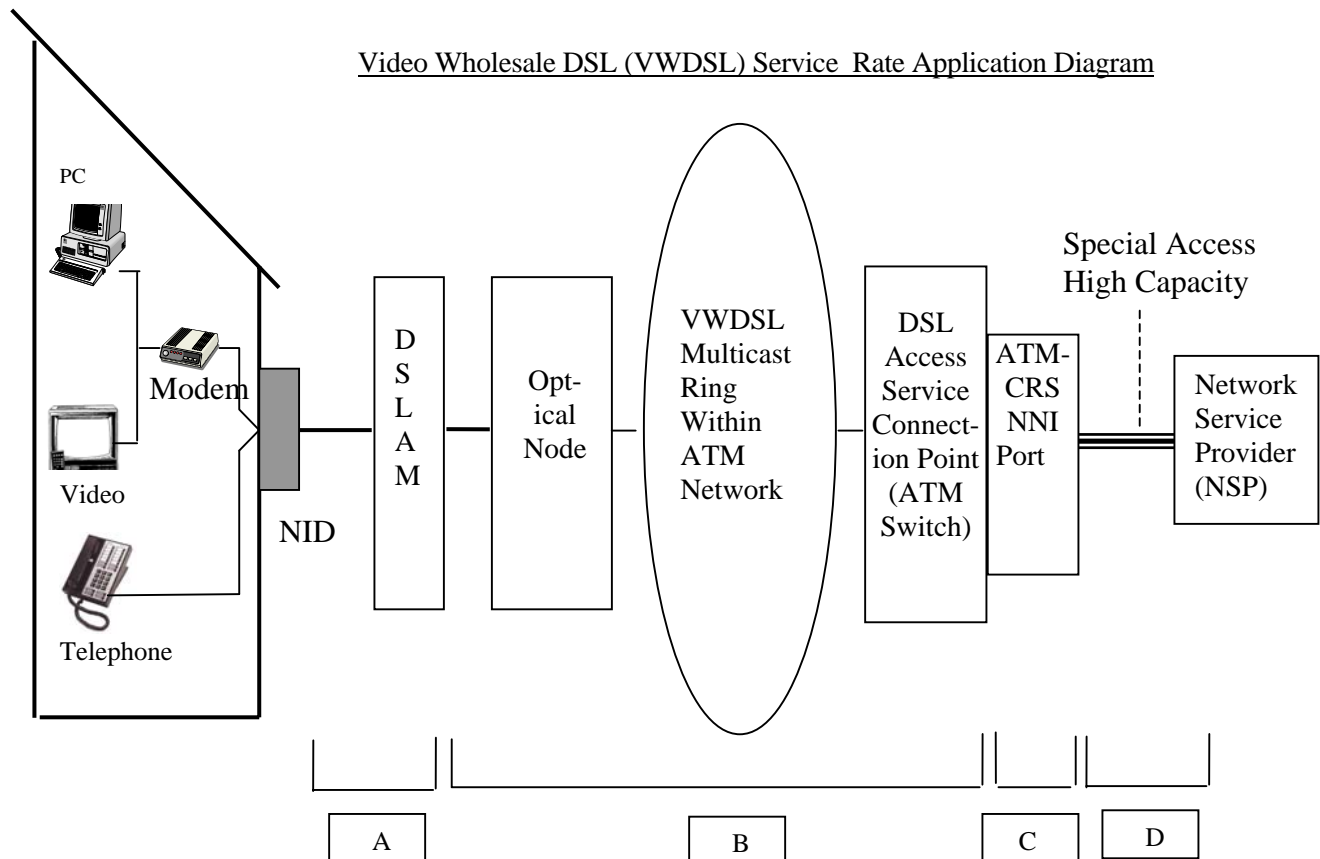 Video Wholesale DSL (VWDSL) Service Rate Application Diagram
PC
Modem
Video
Telephone
NID
D
S
L
A
M
Opt-
ical
Node
VWDSL
Multicast
Ring
Within
ATM
Network
DSL
Access
Service
Connect-
ion Point
(ATM
Switch)
ATM-
CRS
NNI
Port
Special Access
High Capacity
Network
Service
Provider
(NSP)
A
B
C
D